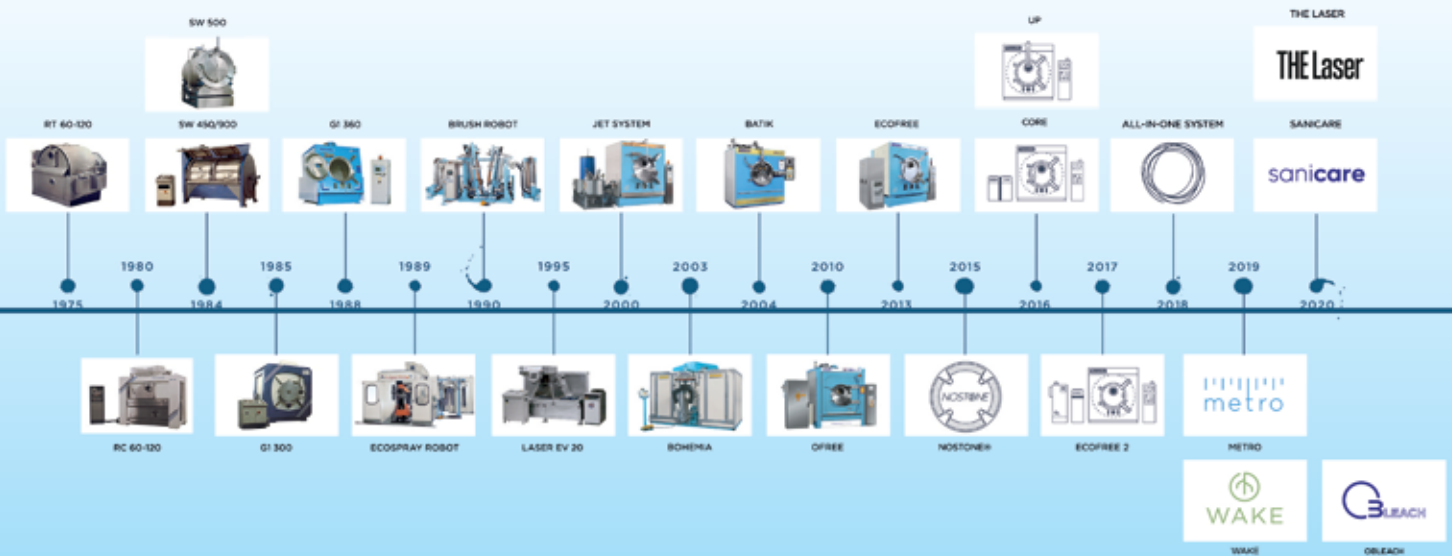 SW 500
UP
THE LASER
THE Laser
RT 60-120
SW 450/900
G1 360
BRUSH ROBOT
JET SYSTEM
BATIK
ECOFREE
CORE
ALL-IN-ONE SYSTEM
SANICARE
sanicare
1980
1985
1989
1995
2003
2010
2015
2017
2019
1975
1984
1988
1990
2000
2004
2013
2016
2018
2020
NOSTONE
metro
RC 60-120
G1 300
ECOSPRAY ROBOT
LASER EV 20
BOHEMIA
OFREE
NOSTONE®
ECOFREE 2
METRO
WAKE
O3BLEACH
WAKE
OBLEACH